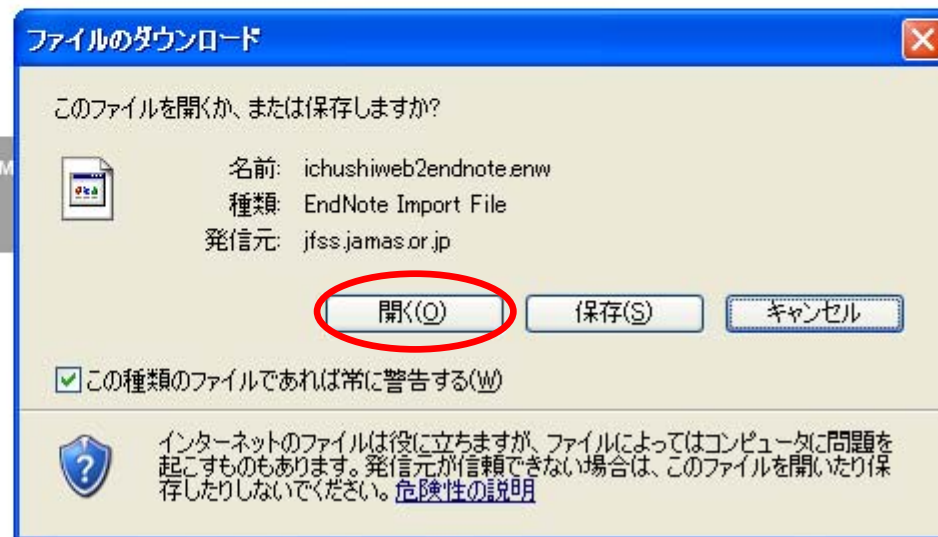 ファイルのダウンロード
このファイルを開くか、または保存しますか?
名前: ichushiweb2endnote.enw
種類: EndNote Import File
発信元: jfss.jamas.or.jp
開く(O) 保存(S) キャンセル
この種類のファイルであれば常に警告する(W)
インターネットのファイルは役に立ちますが、ファイルによってはコンピュータに問題を
起こすものもあります。発信元が信頼できない場合は、このファイルを開いたり保
存したりしないでください。危険性の説明
M